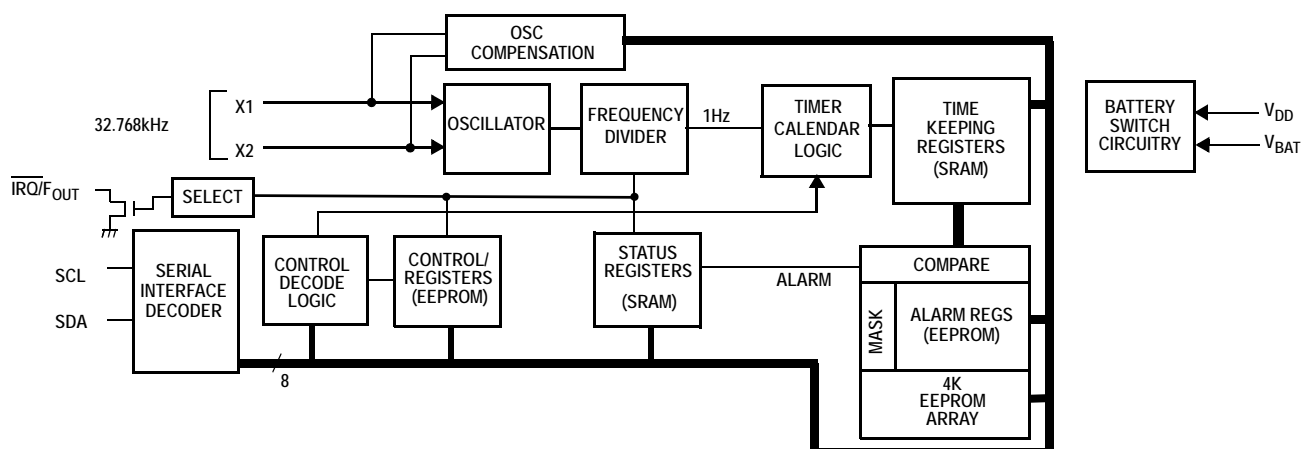 OSC
COMPENSATION
X1
32.768kHz
X2
OSCILLATOR
FREQUENCY
DIVIDER
1Hz
TIMER
CALENDAR
LOGIC
TIME
KEEPING
REGISTERS
(SRAM)
BATTERY
SWITCH
CIRCUITRY
VDD
VBAT
IRQ/FOUT
SELECT
SCL
SDA
SERIAL
INTERFACE
DECODER
CONTROL
DECODE
LOGIC
CONTROL/
REGISTERS
(EEPROM)
STATUS
REGISTERS
(SRAM)
ALARM
COMPARE
MASK
ALARM REGS
(EEPROM)
4K
EEPROM
ARRAY
8